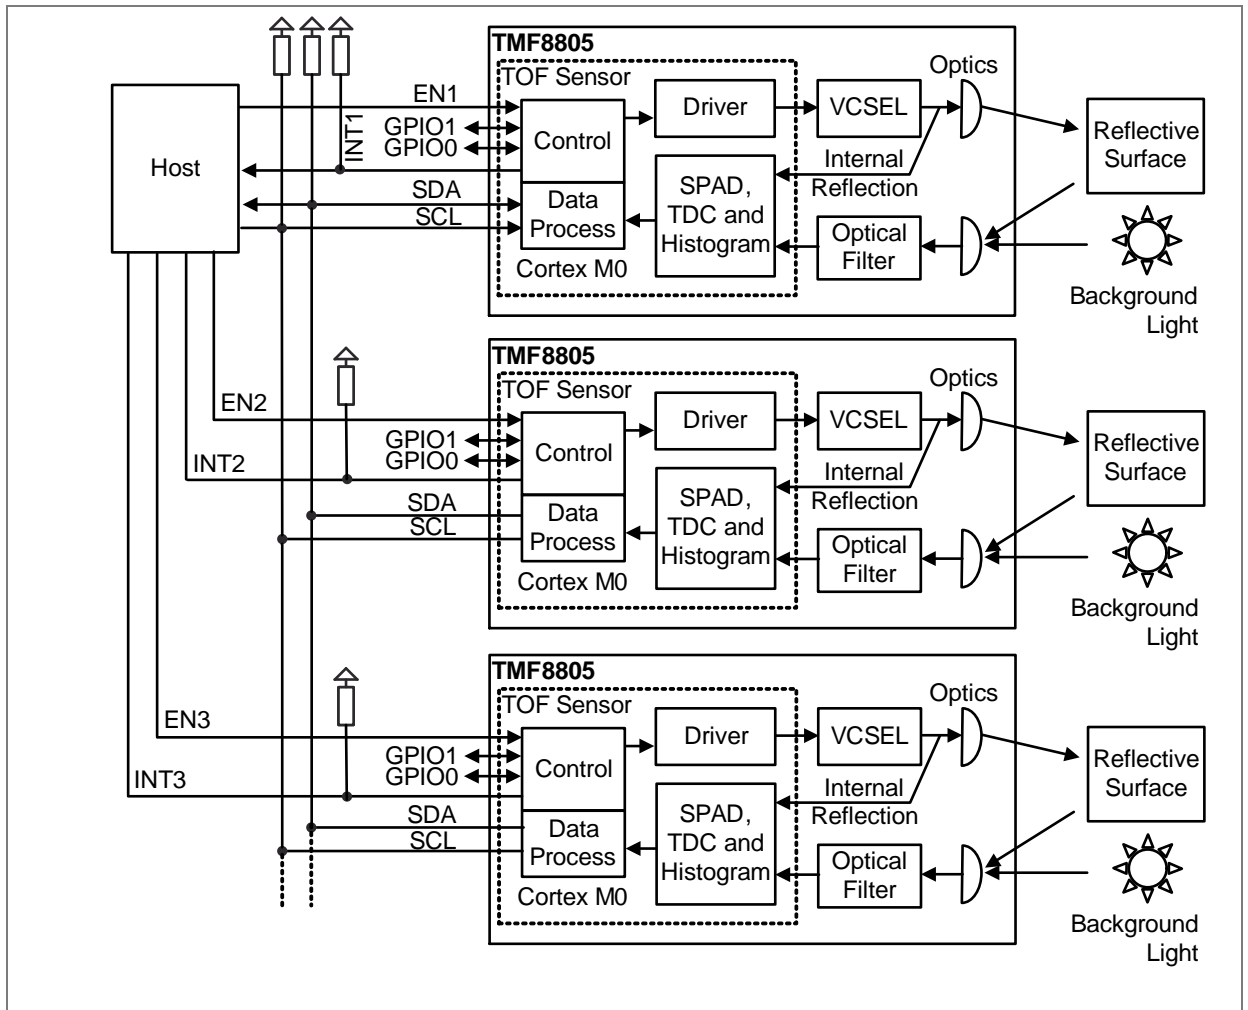 TMF8805
TOF Sensor
Optics
EN1
Driver
VCSEL
GPIO1
GPIO0
INT1
Control
Host
Reflective
Surface
Internal
Reflection
SPAD,
TDC and
Histogram
SDA
SCL
Data
Process
Optical
Filter
Cortex M0
Background
Light
TMF8805
TOF Sensor
Optics
EN2
Driver
VCSEL
GPIO1
GPIO0
Control
INT2
Reflective
Surface
Internal
Reflection
SPAD,
TDC and
Histogram
SDA
SCL
Data
Process
Optical
Filter
Cortex M0
Background
Light
TMF8805
TOF Sensor
Optics
EN3
Driver
VCSEL
GPIO1
GPIO0
Control
INT3
Reflective
Surface
Internal
Reflection
SPAD,
TDC and
Histogram
SDA
SCL
Data
Process
Optical
Filter
Cortex M0
Background
Light